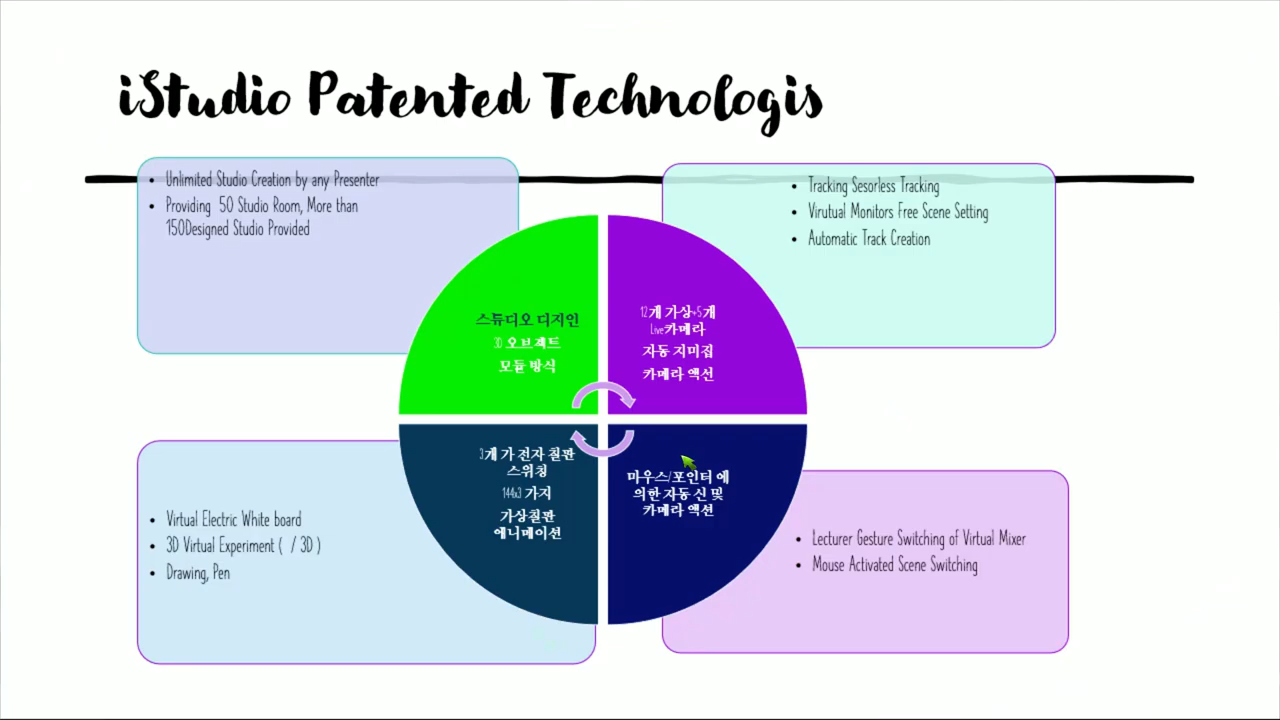 iStudio Patented Technologis
• Unlimited Studio Creation by any Presenter
• Providing 50 Studio Room, More than
150Designed Studio Provided
• Tracking Sesorless Tracking
• Virutual Monitors Free Scene Setting
• Automatic Track Creation
스튜디오 디자인
3D 오브젝트
모듈 방식
12개 가상+5개
Live카메라
자동 지미집
카메라 액션
3개 가 전자 칠판
스위칭
144x3 가지
가상칠판
애니메이션
마우스/포인터 에
의한 자동 신 및
카메라 액션
• Virtual Electric White board
• 3D Virtual Experiment ( / 3D )
• Drawing, Pen
• Lecturer Gesture Switching of Virtual Mixer
• Mouse Activated Scene Switching